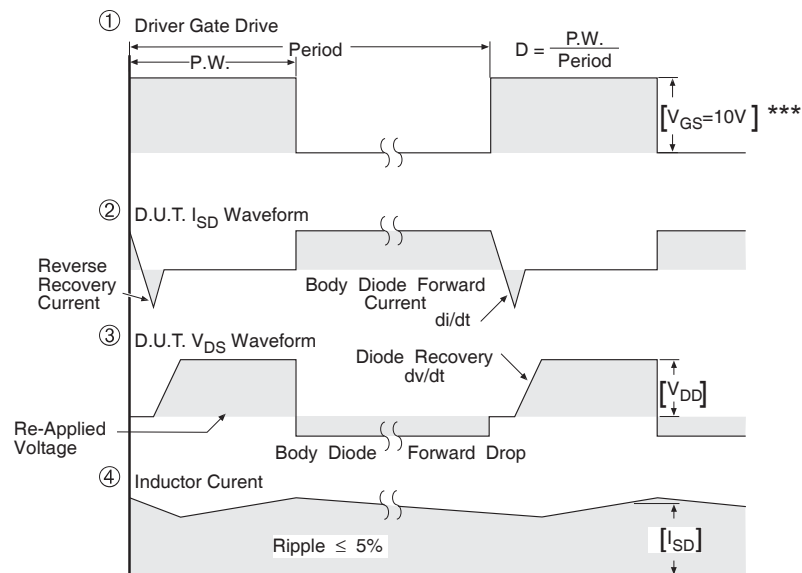 ① Driver Gate Drive
P.W.
Period
D = P.W.
Period
[VGS=10V] ***
② D.U.T. ISD Waveform
Reverse
Recovery
Current
Body Diode Forward
Current
di/dt
③ D.U.T. VDS Waveform
Diode Recovery
dv/dt
[VDD]
Re-Applied
Voltage
Body Diode Forward Drop
④ Inductor Curent
Ripple ≤ 5%
[ISD]